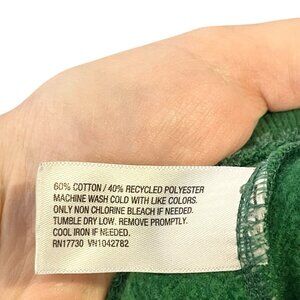 60% COTTON / 40% RECYCLED POLYESTER
MACHINE WASH COLD WITH LIKE COLORS.
ONLY NON CHLORINE BLEACH IF NEEDED.
TUMBLE DRY LOW. REMOVE PROMPTLY.
COOL IRON IF NEEDED.
RN17730 VN1042782